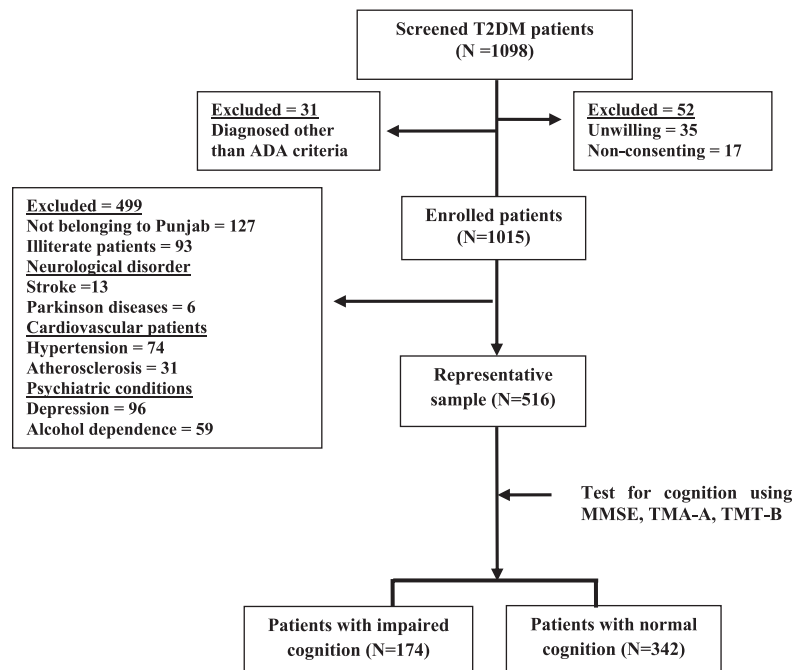 Screened T2DM patients
(N =1098)
Excluded = 31
Diagnosed other
than ADA criteria
Excluded = 52
Unwilling = 35
Non-consenting = 17
Enrolled patients
(N=1015)
Excluded = 499
Not belonging to Punjab = 127
Illiterate patients = 93
Neurological disorder
Stroke =13
Parkinson diseases = 6
Cardiovascular patients
Hypertension = 74
Atherosclerosis = 31
Psychiatric conditions
Depression = 96
Alcohol dependence = 59
Representative
sample (N=516)
Test for cognition using
MMSE, TMA-A, TMT-B
Patients with impaired
cognition (N=174)
Patients with normal
cognition (N=342)